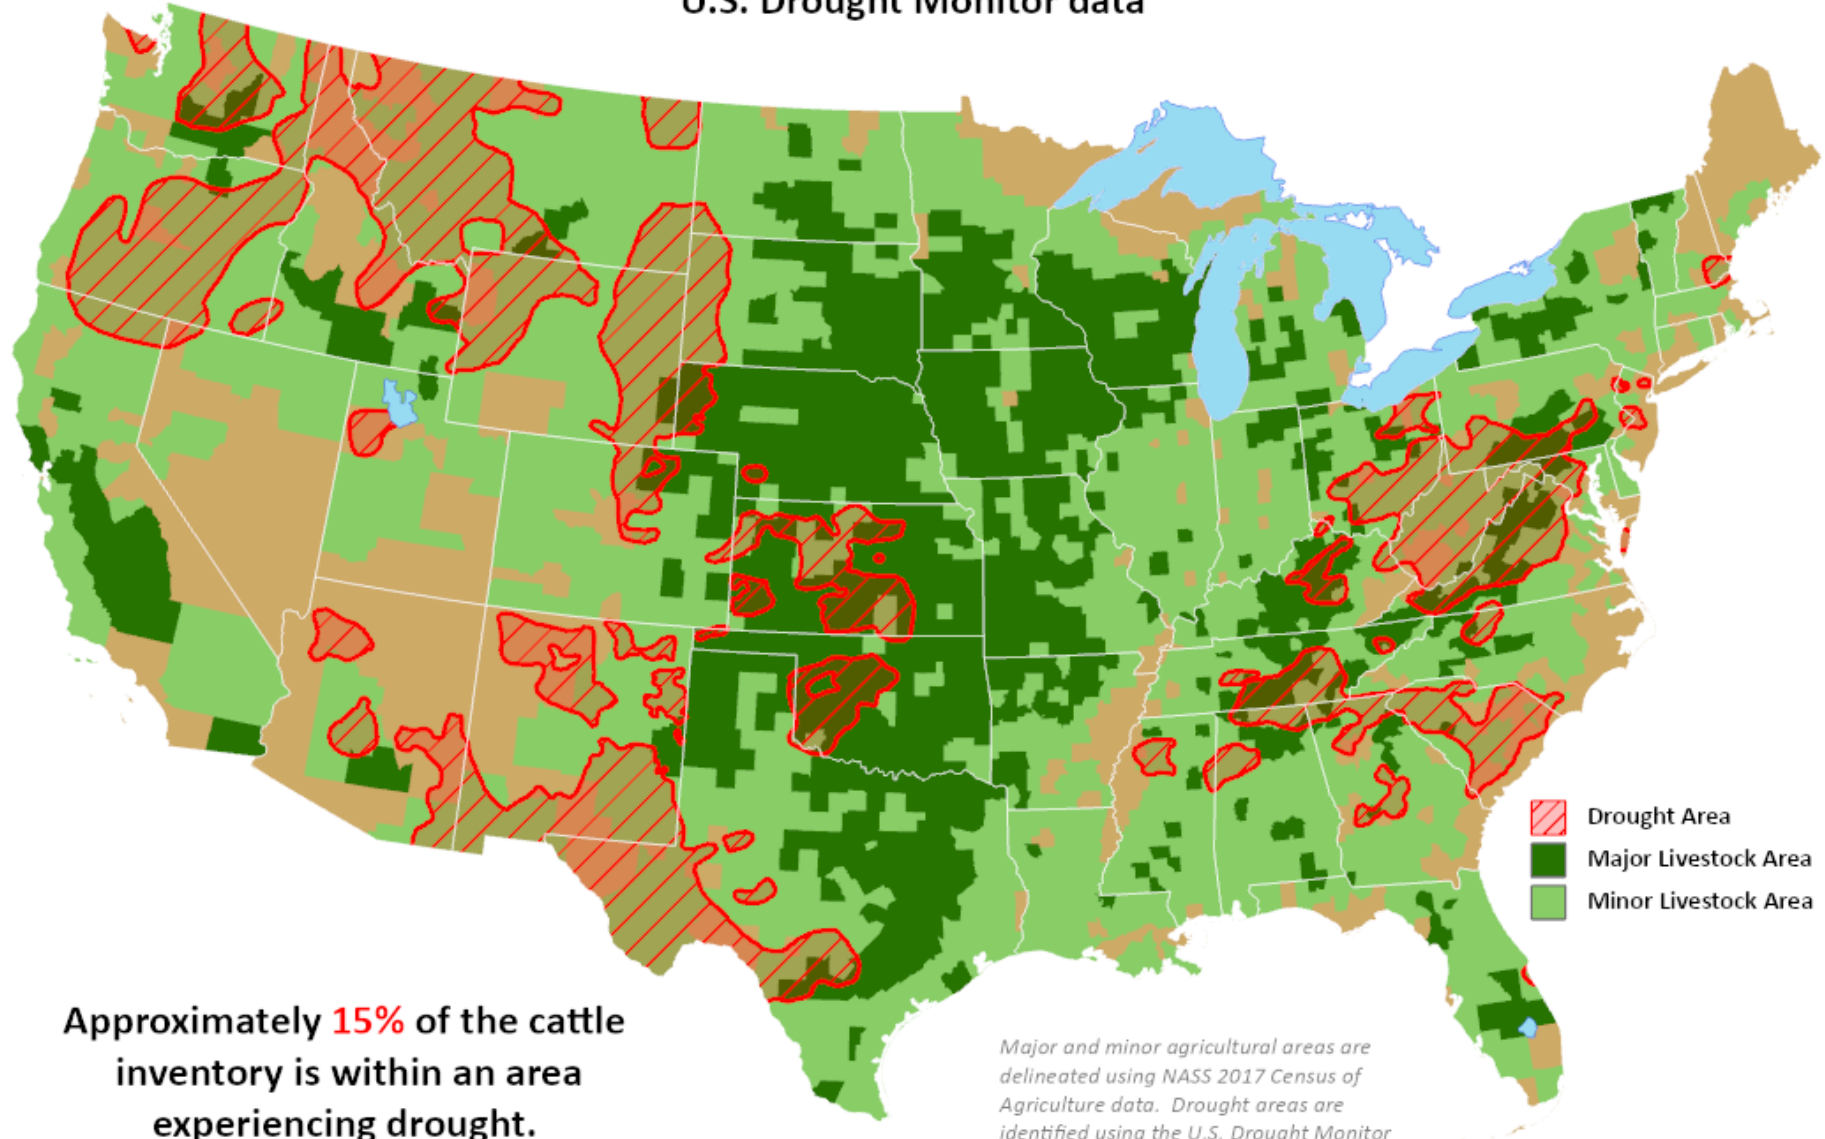 U.S. Drought Monitor data
Drought Area
Major Livestock Area
Minor Livestock Area
Approximately 15% of the cattle
inventory is within an area
experiencing drought.
Major and minor agricultural areas are
delineated using NASS 2017 Census of
Agriculture data. Drought areas are
identified using the U.S. Drought Monitor